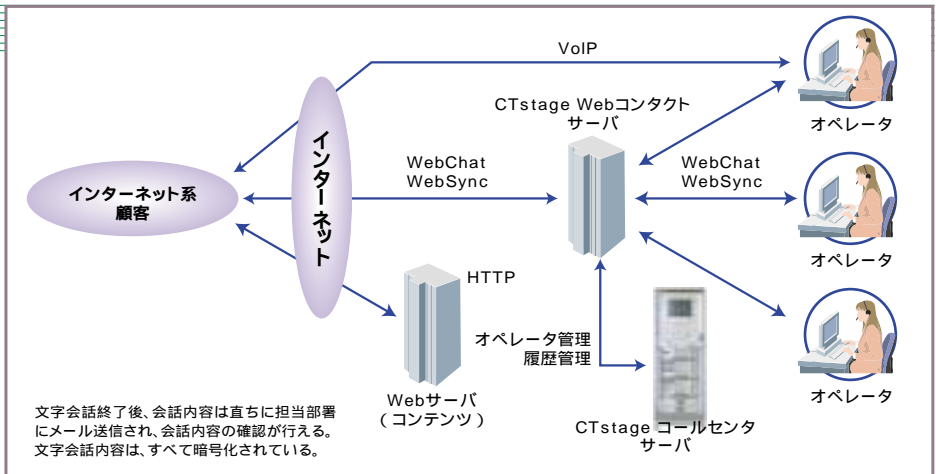 VoIP
CTstage Webコンタクト
サーバ
オペレータ
インターネット
WebChat
WebSync
WebChat
WebSync
インターネット系
顧客
オペレータ
HTTP
オペレータ管理
履歴管理
Webサーバ
(コンテンツ)
CTstage コールセンタ
サーバ
オペレータ
文字会話終了後、会話内容は直ちに担当部署
にメール送信され、会話内容の確認が行える。
文字会話内容は、すべて暗号化されている。